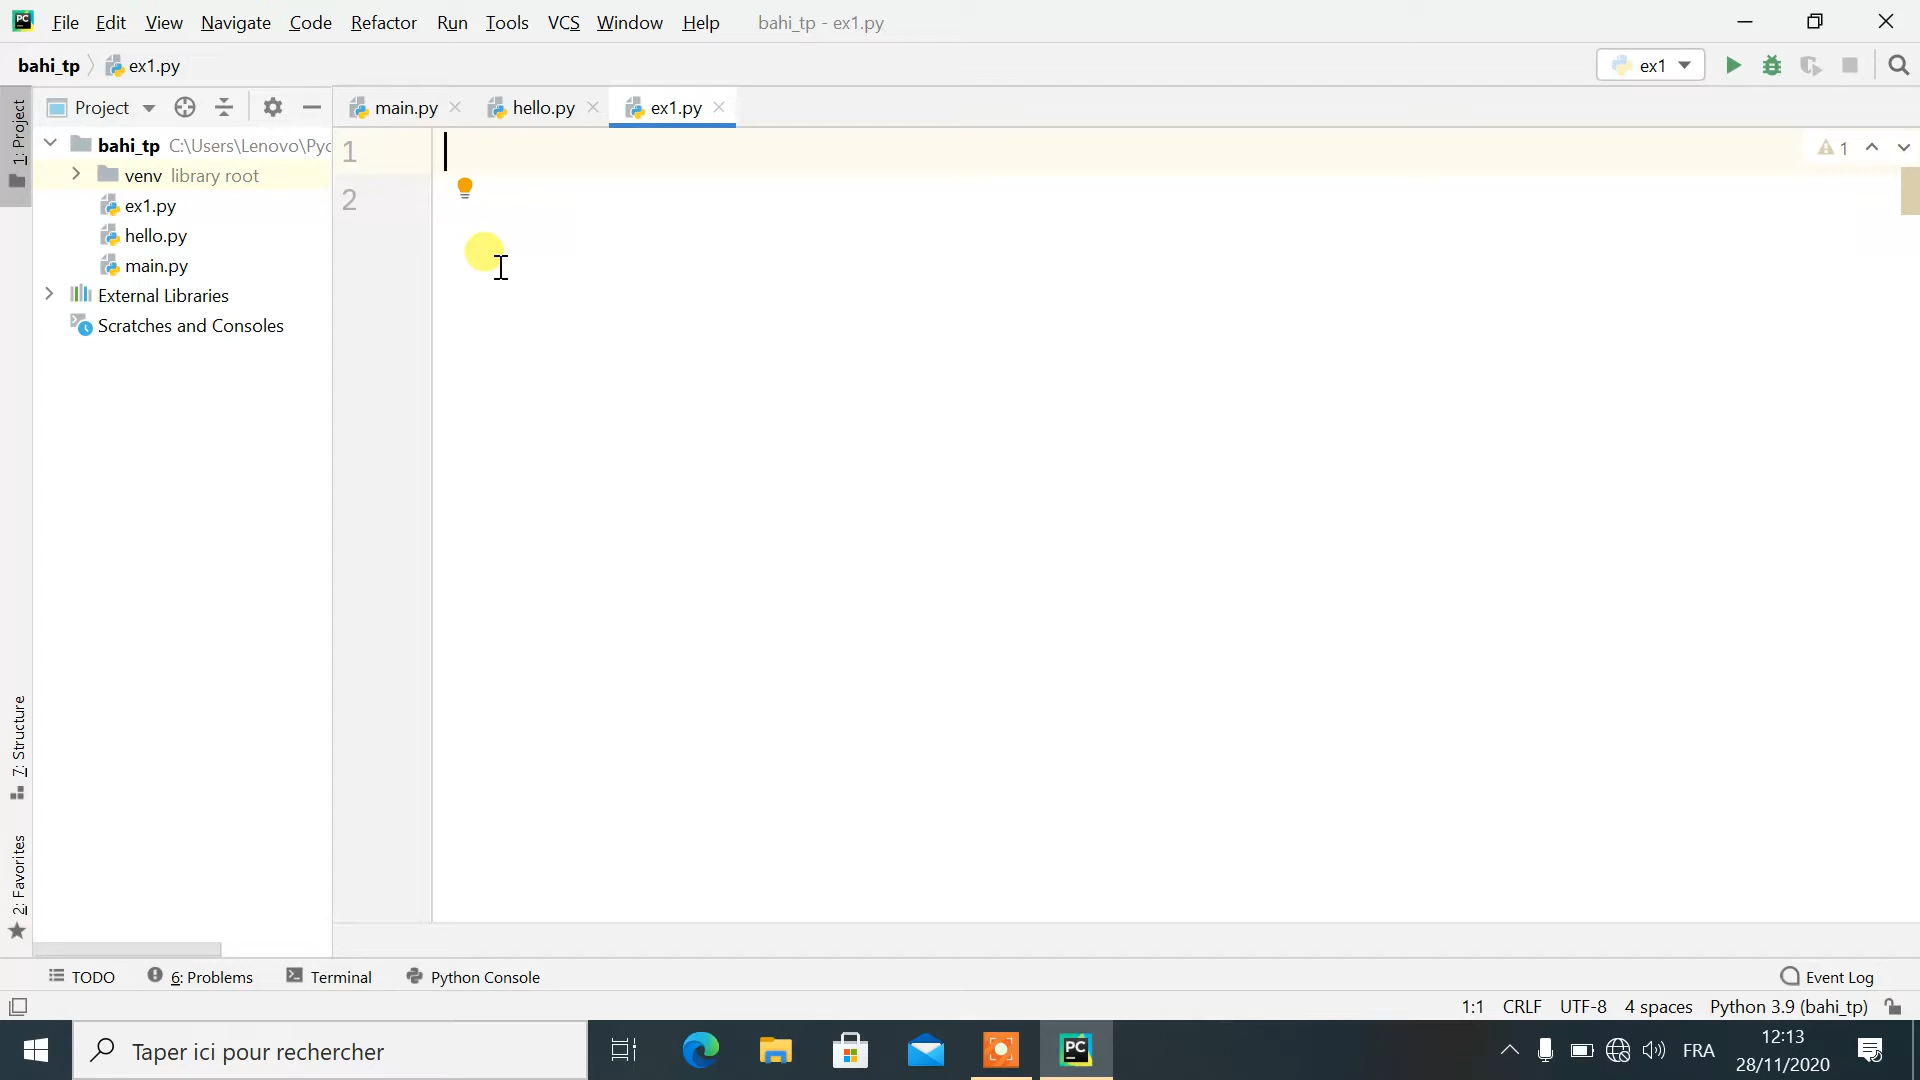 File Edit View Navigate Code Refactor Run Tools VCS Window Help bahi_tp - ex1.py
bahi_tp ex1.py ex1
1: Project
Project
main.py hello.py ex1.py
bahi_tp C:\Users\Lenovo\Pyc
venv library root
ex1.py
hello.py
main.py
External Libraries
Scratches and Consoles
1
2
1
7: Structure
2: Favorites
TODO 6: Problems Terminal Python Console Event Log
1:1 CRLF UTF-8 4 spaces Python 3.9 (bahi_tp)
Taper ici pour rechercher
PC
FRA
12:13
28/11/2020